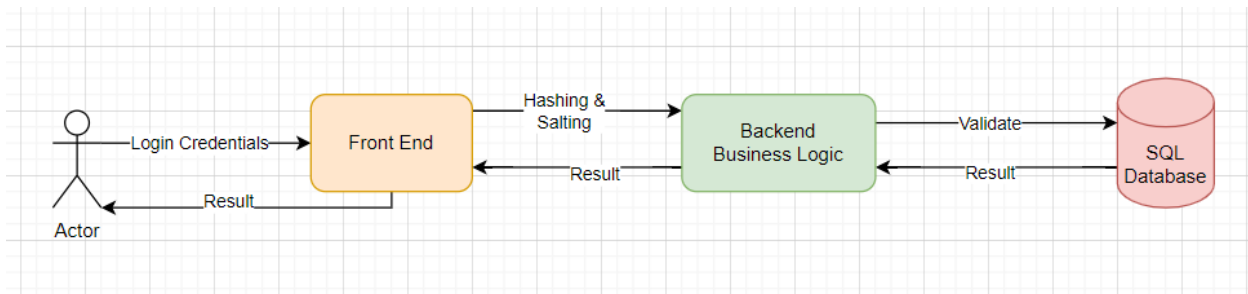 Login Credentials
Result
Actor
Front End
Hashing &
Salting
Result
Backend
Business Logic
Validate
Result
SQL
Database